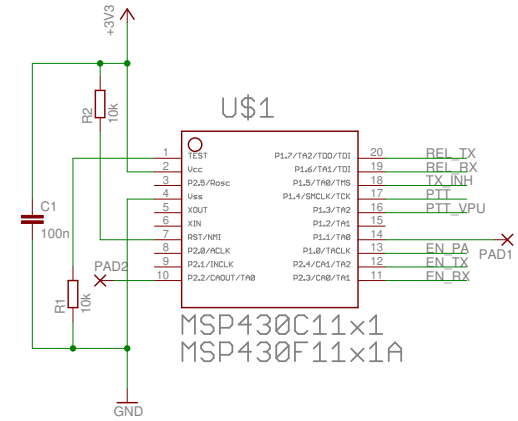 +3V3
U$1
R2
10k
1 TEST P1.7/TA2/TDO/TDI 20 REL_TX
2 Vcc P1.6/TA1/TDI 19 REL_RX
3 P2.5/Rosc P1.5/TA0/TMS 18 TX_INH
4 Vss P1.4/SMCLK/TCK 17 PTT
5 XOUT P1.3/TA2 16 PTT_VPU
6 XIN P1.2/TA1 15
7 RST/NMI P1.1/TA0 14
8 P2.0/ACLK P1.0/TACLK 13 EN_PA
9 P2.1/INCLK P2.4/CA1/TA2 12 EN_TX
10 P2.2/CAOUT/TA0 P2.3/CA0/TA1 11 EN_RX
C1
100n
PAD1
PAD2
R1
10k
MSP430C11x1
MSP430F11x1A
GND